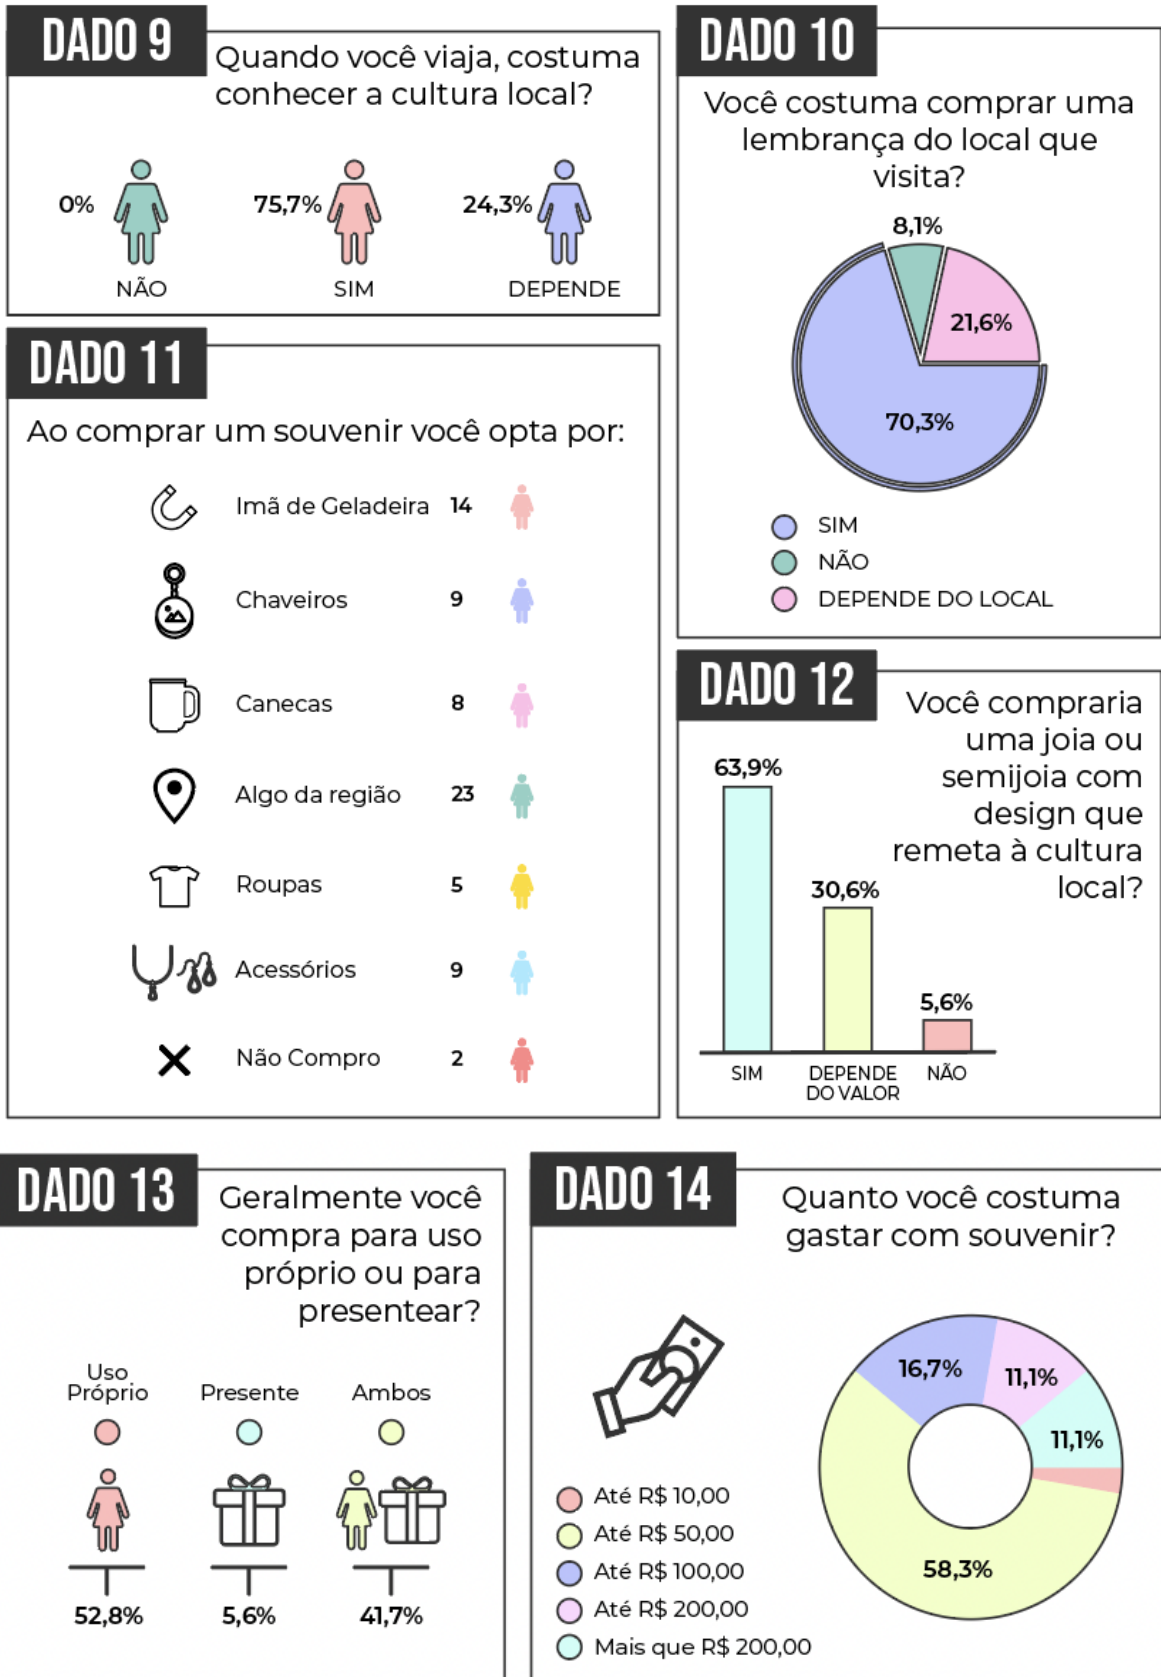 DADO 9
Quando você viaja, costuma
conhecer a cultura local?
0%
75,7%
24,3%
NÃO
SIM
DEPENDE
DADO 10
Você costuma comprar uma
lembrança do local que
visita?
8,1%
21,6%
70,3%
SIM
NÃO
DEPENDE DO LOCAL
DADO 11
Ao comprar um souvenir você opta por:
Imã de Geladeira 14
Chaveiros 9
Canecas 8
Algo da região 23
Roupas 5
Acessórios 9
Não Compro 2
DADO 12
Você compraria
uma joia ou
semijoia com
design que
remeta à cultura
local?
63,9%
30,6%
5,6%
SIM
DEPENDE
DO VALOR
NÃO
DADO 13
Geralmente você
compra para uso
próprio ou para
presentear?
Uso
Próprio
Presente
Ambos
52,8%
5,6%
41,7%
DADO 14
Quanto você costuma
gastar com souvenir?
16,7%
11,1%
11,1%
58,3%
Até R$ 10,00
Até R$ 50,00
Até R$ 100,00
Até R$ 200,00
Mais que R$ 200,00